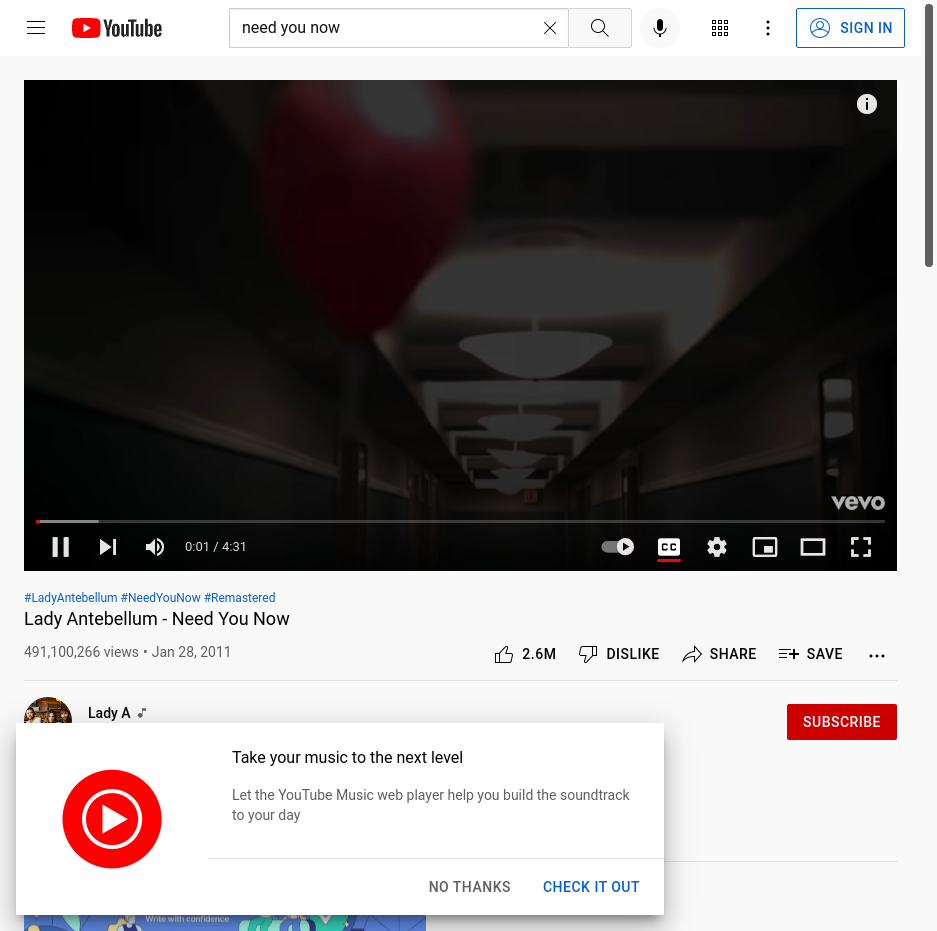 YouTube
need you now
SIGN IN
vevo
0:01 / 4:31
CC
#LadyAntebellum #NeedYouNow #Remastered
Lady Antebellum - Need You Now
491,100,266 views • Jan 28, 2011
2.6M
DISLIKE
SHARE
SAVE
Lady A
SUBSCRIBE
Take your music to the next level
Let the YouTube Music web player help you build the soundtrack
to your day
NO THANKS
CHECK IT OUT
Write with confidence